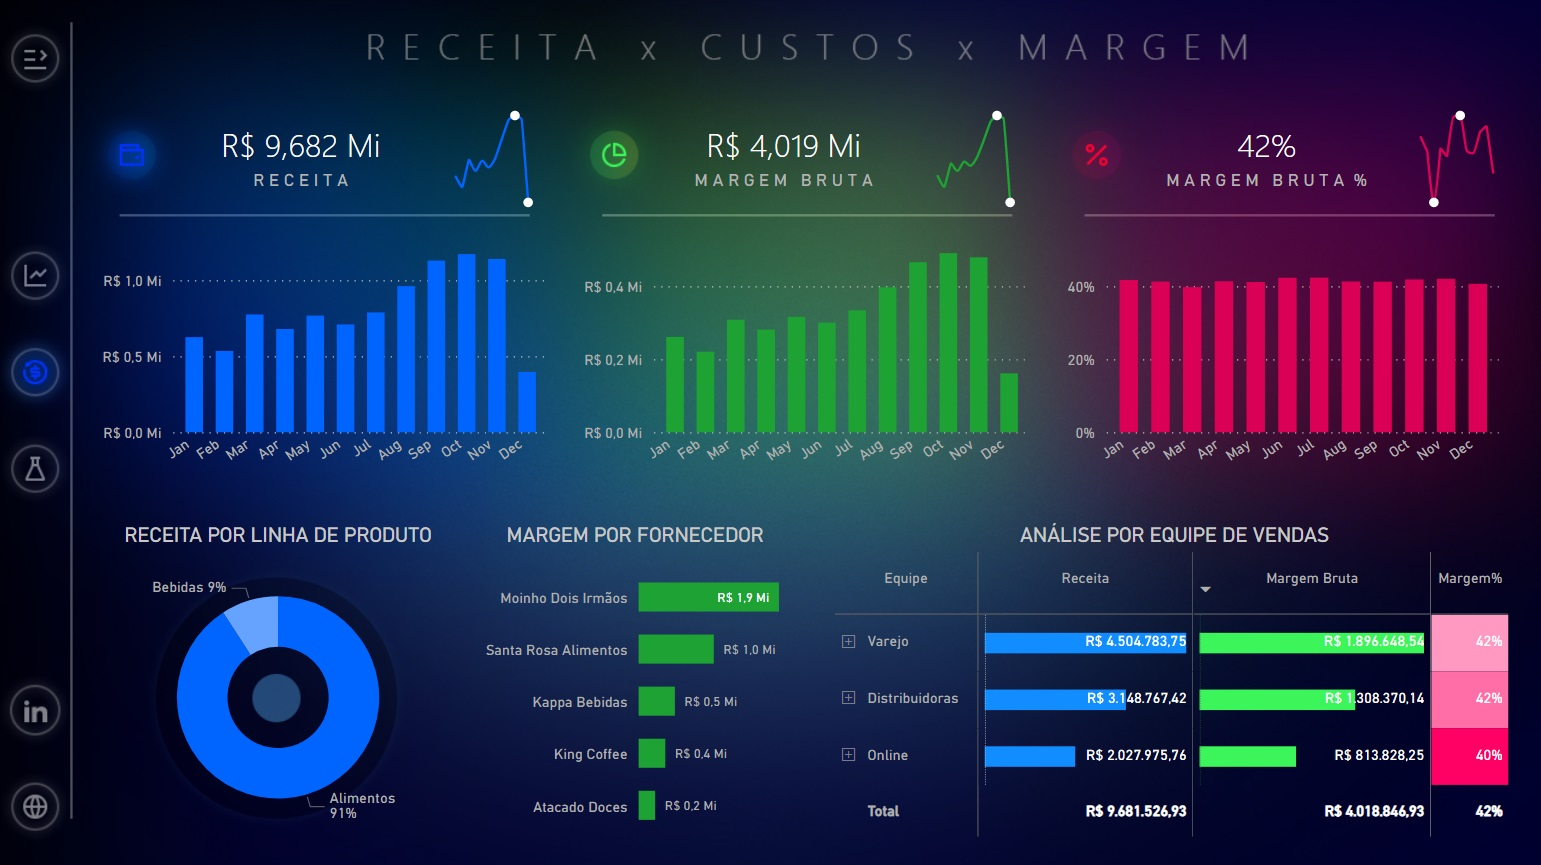 RECEITA x CUSTOS x MARGEM
R$ 9,682 Mi
RECEITA
R$ 4,019 Mi
MARGEM BRUTA
42%
MARGEM BRUTA %
R$ 1,0 Mi
R$ 0,5 Mi
R$ 0,0 Mi
Jan Feb Mar Apr May Jun Jul Aug Sep Oct Nov Dec
R$ 0,4 Mi
R$ 0,2 Mi
R$ 0,0 Mi
Jan Feb Mar Apr May Jun Jul Aug Sep Oct Nov Dec
40%
20%
0%
Jan Feb Mar Apr May Jun Jul Aug Sep Oct Nov Dec
RECEITA POR LINHA DE PRODUTO
Bebidas 9%
Alimentos
91%
MARGEM POR FORNECEDOR
Moinho Dois Irmãos R$ 1,9 Mi
Santa Rosa Alimentos R$ 1,0 Mi
Kappa Bebidas R$ 0,5 Mi
King Coffee R$ 0,4 Mi
Atacado Doces R$ 0,2 Mi
ANÁLISE POR EQUIPE DE VENDAS
Equipe Receita Margem Bruta Margem%
Varejo R$ 4.504.783,75 R$ 1.896.648,54 42%
Distribuidoras R$ 3.148.767,42 R$ 1.308.370,14 42%
Online R$ 2.027.975,76 R$ 813.828,25 40%
Total R$ 9.681.526,93 R$ 4.018.846,93 42%
in